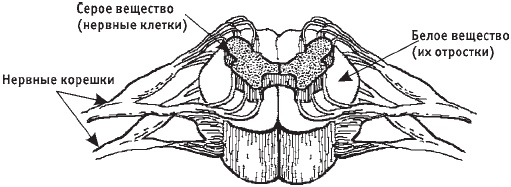 Серое вещество
(нервные клетки)
Белое вещество
(их отростки)
Нервные корешки